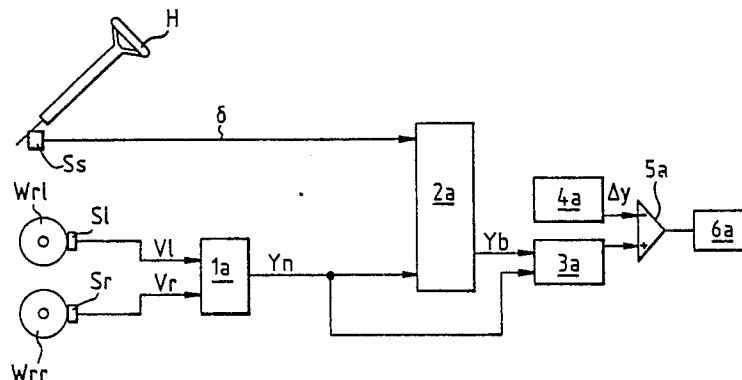 H
δ
Ss
Wrl
Sl
Vl
1a
Yn
Sr
Vr
Wrr
2a
Yb
4a
Δy
5a
3a
6a
-
+